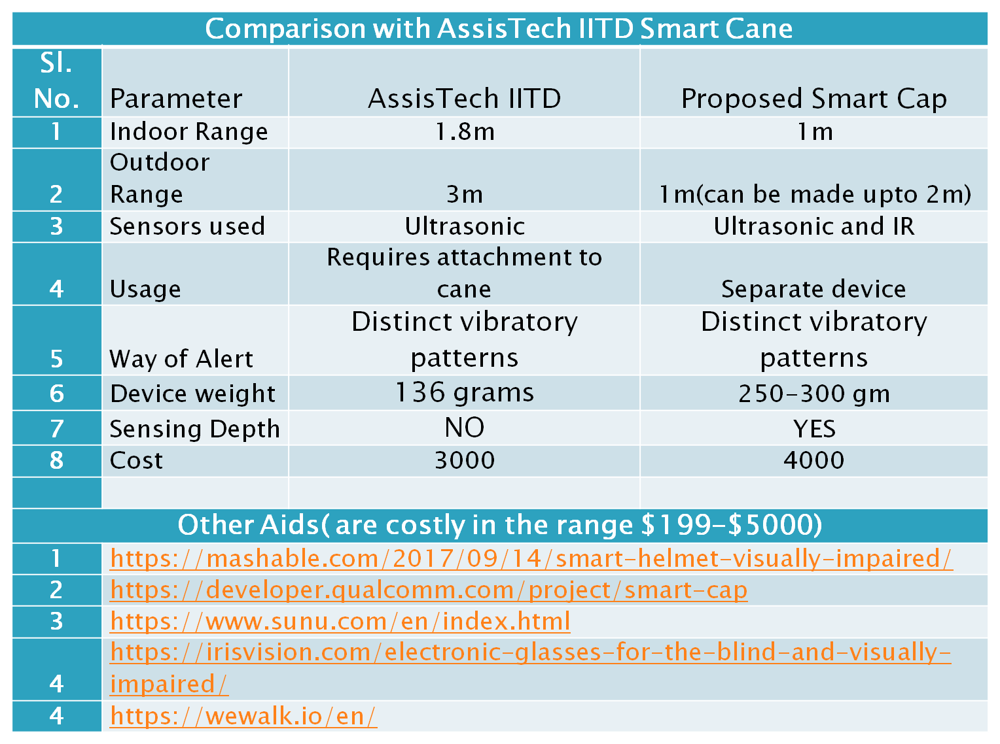 Comparison with AssisTech IITD Smart Cane
Sl.
No. Parameter AssisTech IITD Proposed Smart Cap
1 Indoor Range 1.8m 1m
Outdoor
2 Range 3m 1m(can be made upto 2m)
3 Sensors used Ultrasonic Ultrasonic and IR
Requires attachment to
4 Usage cane Separate device
Distinct vibratory Distinct vibratory
5 Way of Alert patterns patterns
6 Device weight 136 grams 250-300 gm
7 Sensing Depth NO YES
8 Cost 3000 4000
Other Aids( are costly in the range $199-$5000)
1 https://mashable.com/2017/09/14/smart-helmet-visually-impaired/
2 https://developer.qualcomm.com/project/smart-cap
3 https://www.sunu.com/en/index.html
https://irisvision.com/electronic-glasses-for-the-blind-and-visually-
4 impaired/
4 https://wewalk.io/en/